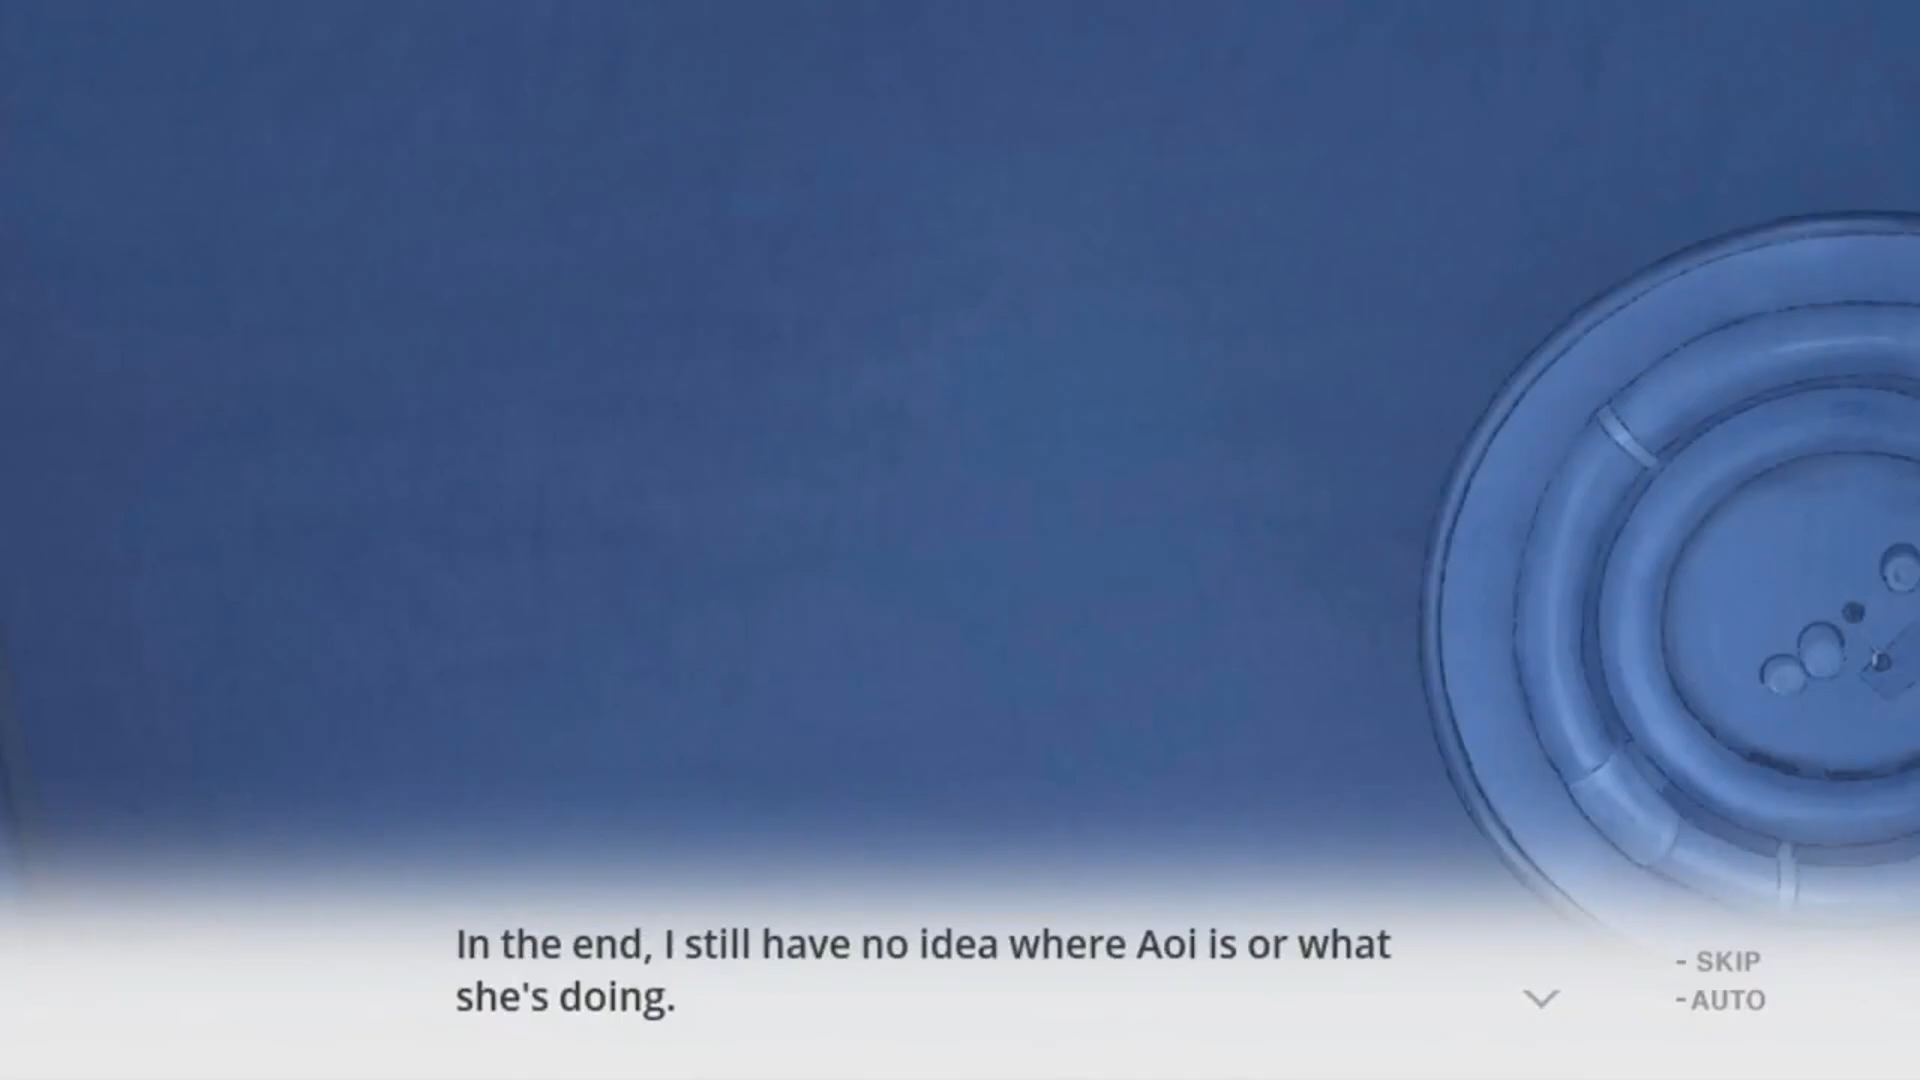 In the end, I still have no idea where Aoi is or what
she's doing.
- SKIP
-AUTO